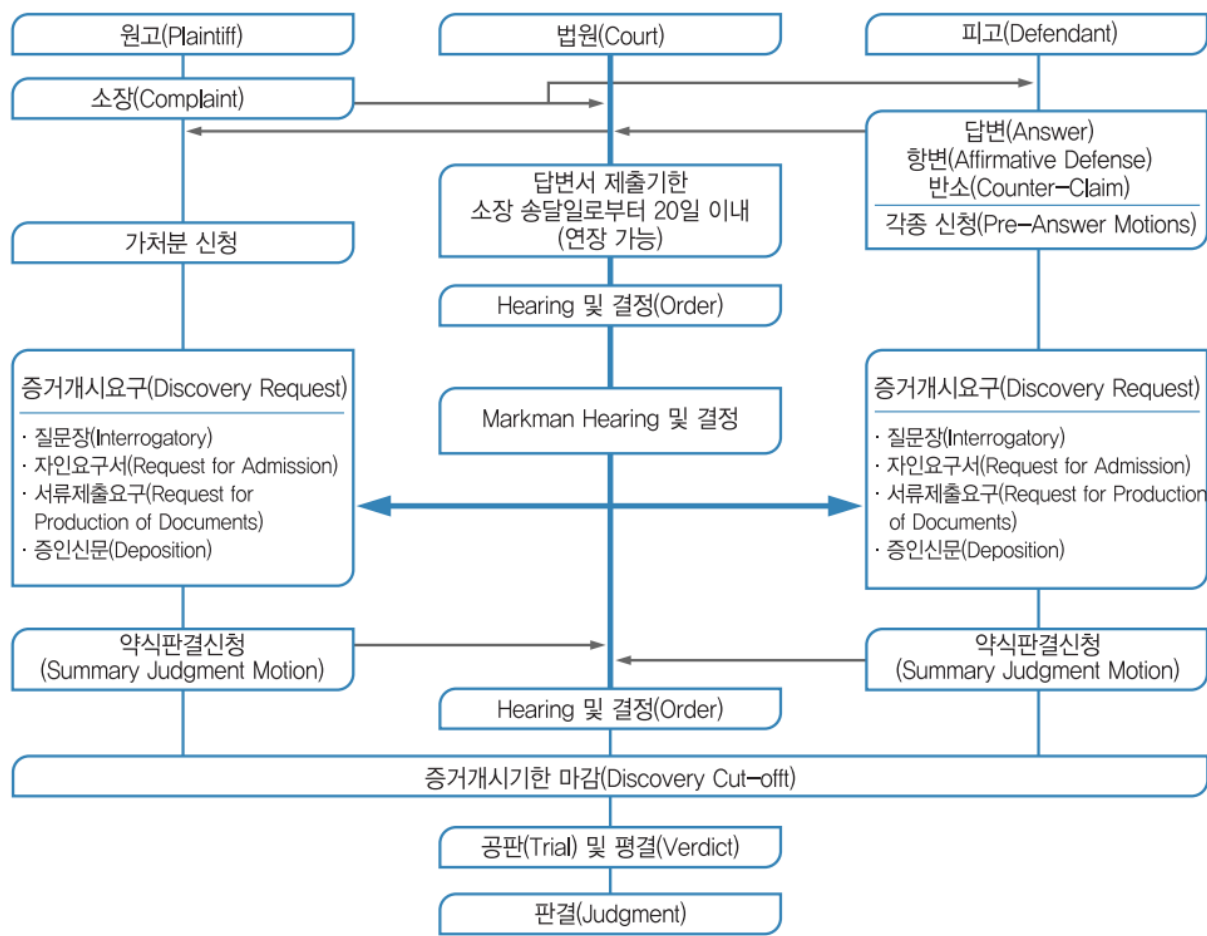 원고(Plaintiff)
법원(Court)
피고(Defendant)
소장(Complaint)
답변(Answer)
항변(Affirmative Defense)
반소(Counter-Claim)
각종 신청(Pre-Answer Motions)
답변서 제출기한
소장 송달일로부터 20일 이내
(연장 가능)
가처분 신청
Hearing 및 결정(Order)
증거개시요구(Discovery Request)
· 질문장(Interrogatory)
· 자인요구서(Request for Admission)
· 서류제출요구(Request for
Production of Documents)
· 증인신문(Deposition)
Markman Hearing 및 결정
증거개시요구(Discovery Request)
· 질문장(Interrogatory)
· 자인요구서(Request for Admission)
· 서류제출요구(Request for Production
of Documents)
· 증인신문(Deposition)
약식판결신청
(Summary Judgment Motion)
약식판결신청
(Summary Judgment Motion)
Hearing 및 결정(Order)
증거개시기한 마감(Discovery Cut-offt)
공판(Trial) 및 평결(Verdict)
판결(Judgment)